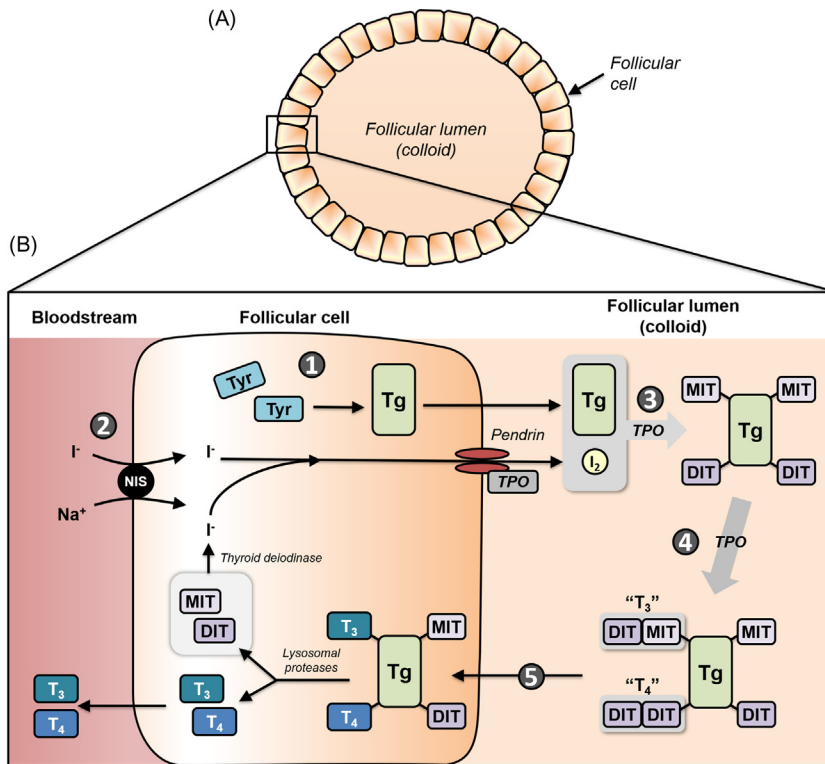 (A)
Follicular
cell
Follicular lumen
(colloid)
(B)
Bloodstream
Follicular cell
Follicular lumen
(colloid)
1
Tyr
Tyr
Tg
Tg
3
TPO
MIT
MIT
Tg
DIT
DIT
2
I⁻
I⁻
NIS
Na⁺
I⁻
Pendrin
TPO
I₂
4
TPO
Thyroid deiodinase
MIT
DIT
Lysosomal
proteases
T₃
MIT
Tg
T₄
DIT
5
"T₃"
DIT
MIT
MIT
Tg
"T₄"
DIT
DIT
DIT
T₃
T₄
T₃
T₄